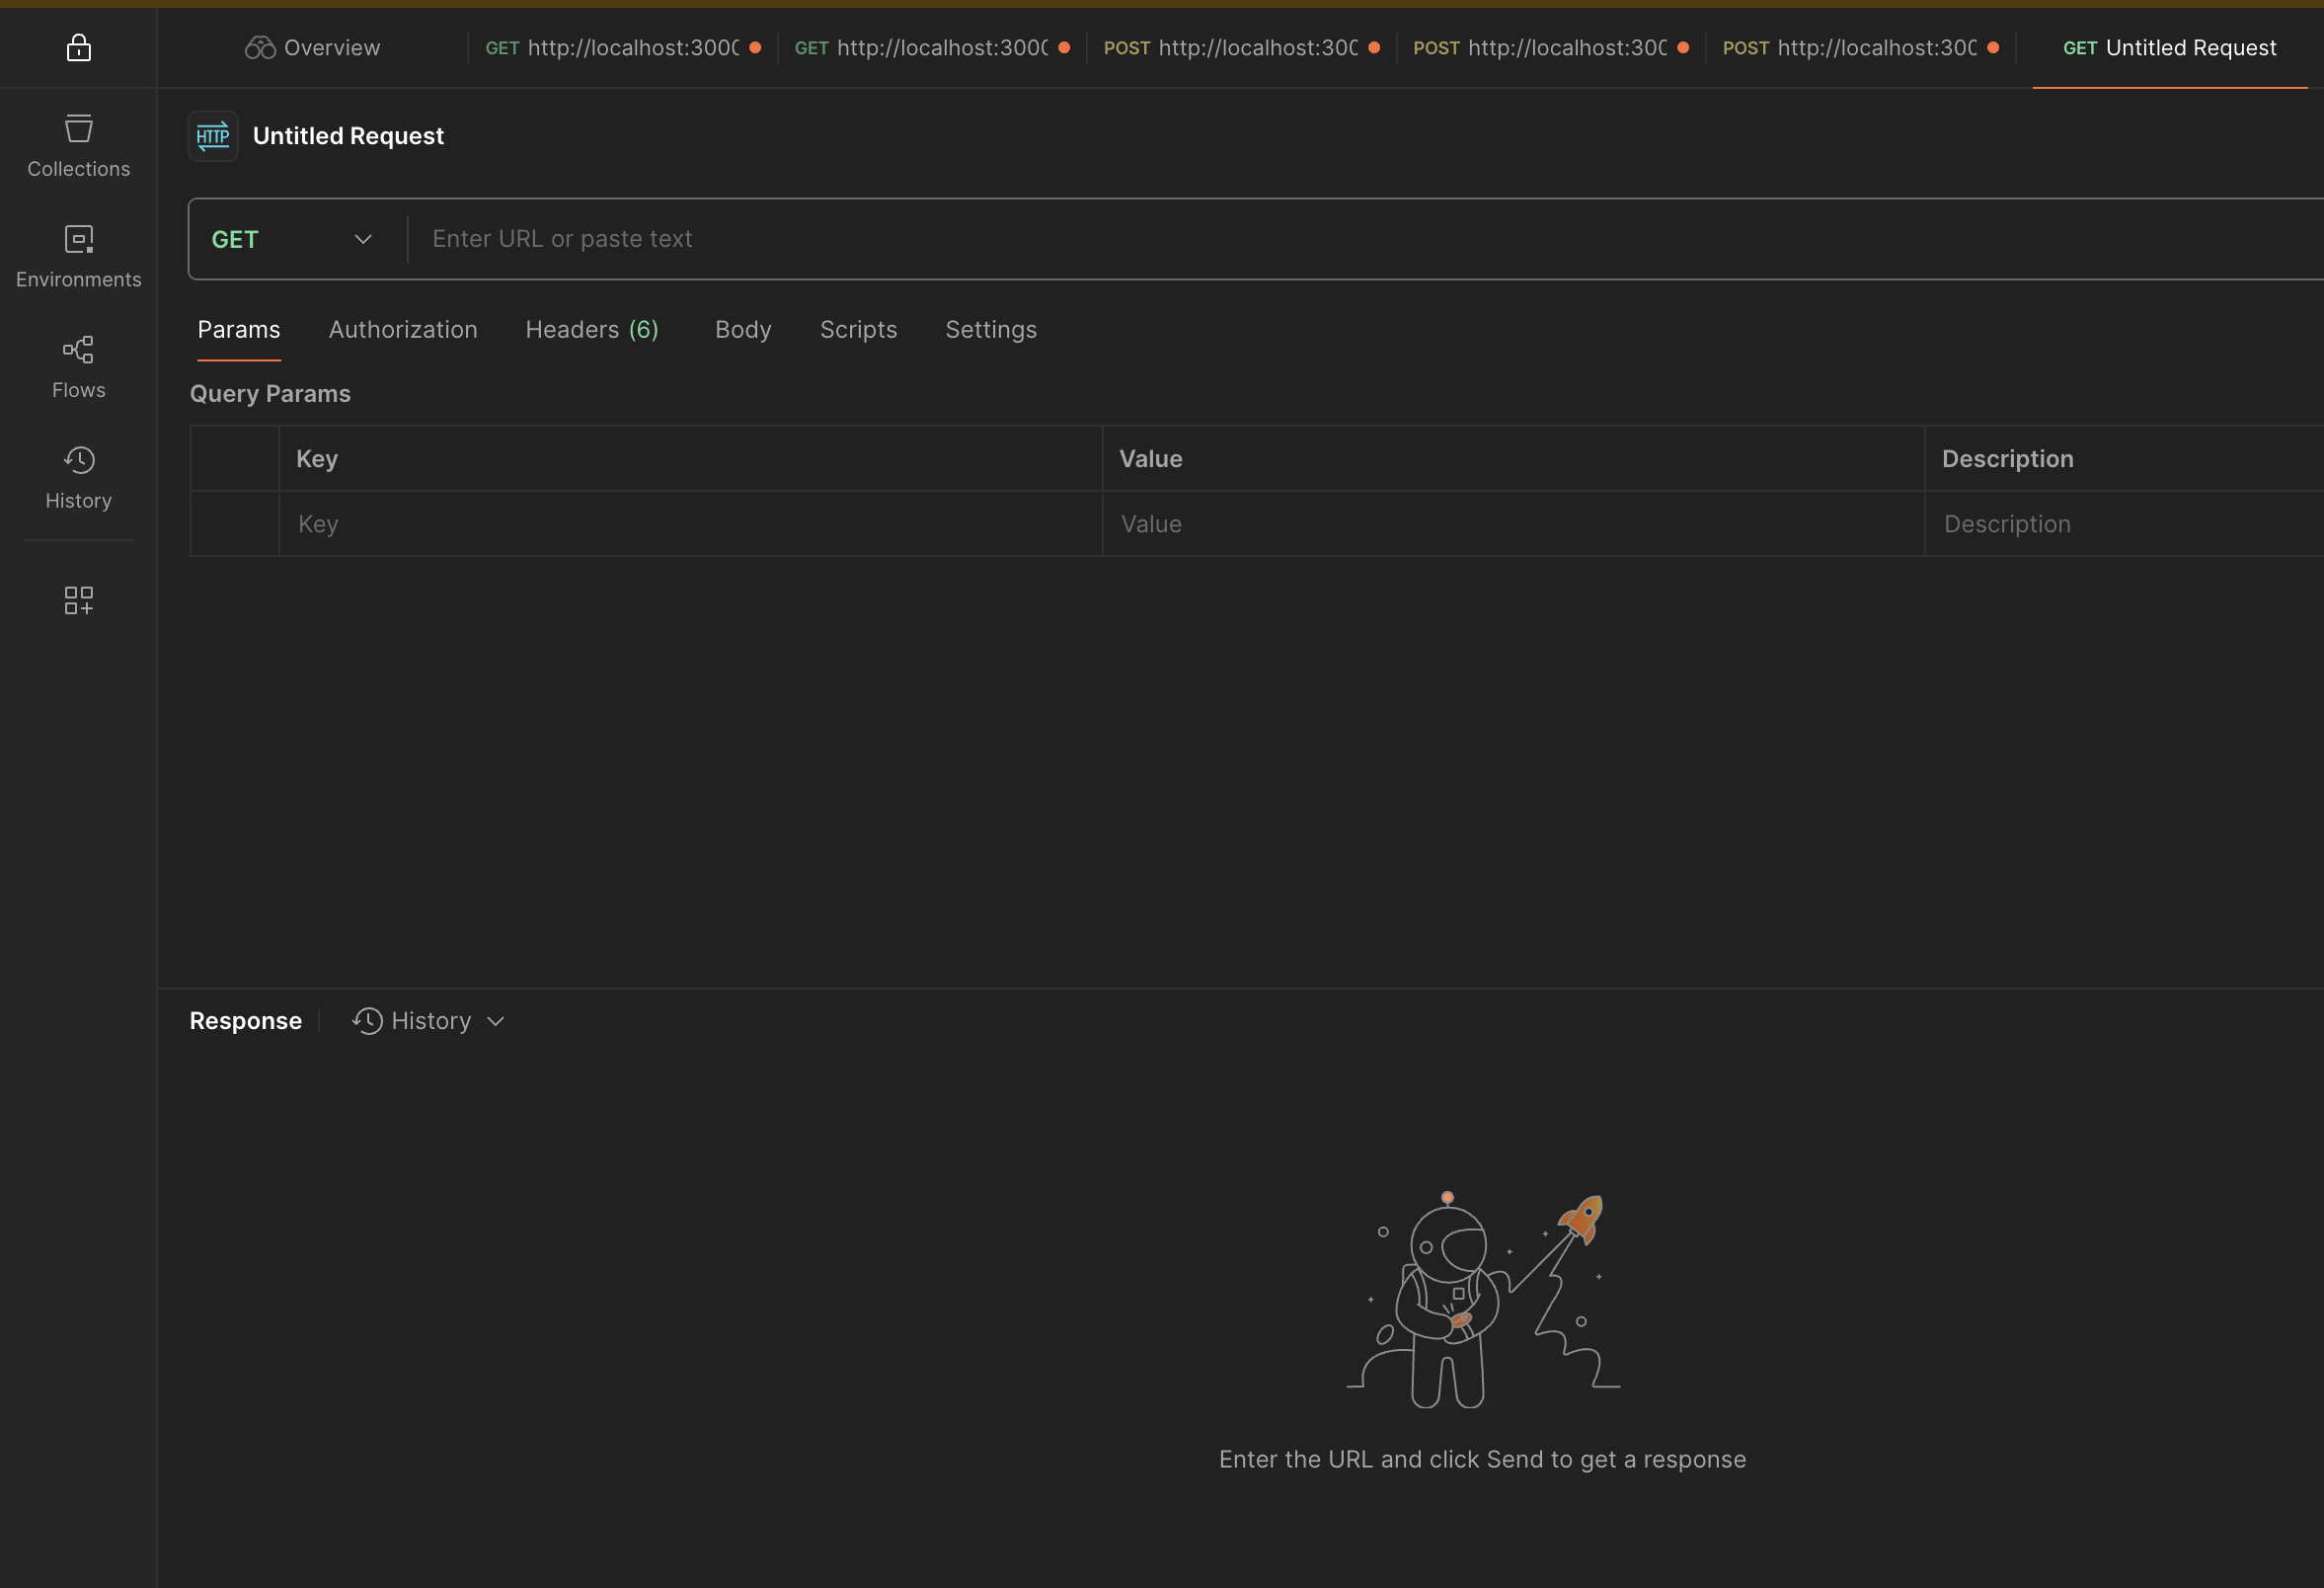 Overview
GET http://localhost:300
GET http://localhost:300
POST http://localhost:30
POST http://localhost:30
POST http://localhost:30
GET Untitled Request
Collections
Environments
Flows
History
HTTP Untitled Request
GET Enter URL or paste text
Params Authorization Headers (6) Body Scripts Settings
Query Params
Key Value Description
Key Value Description
Response History
Enter the URL and click Send to get a response